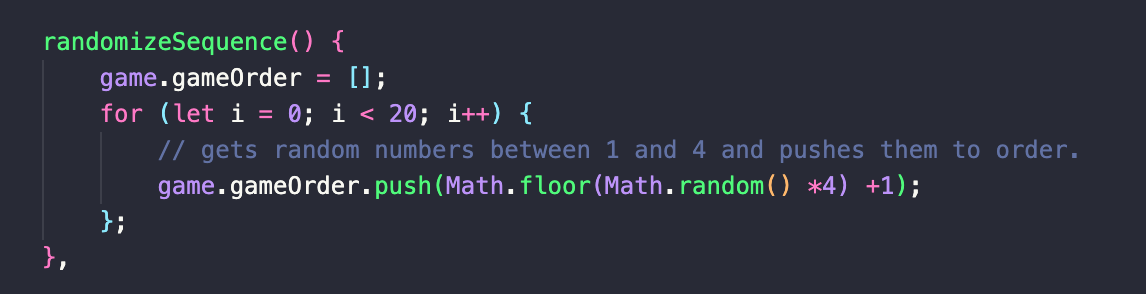 randomizeSequence() {
    game.gameOrder = [];
    for (let i = 0; i < 20; i++) {
        // gets random numbers between 1 and 4 and pushes them to order.
        game.gameOrder.push(Math.floor(Math.random() *4) +1);
    };
},